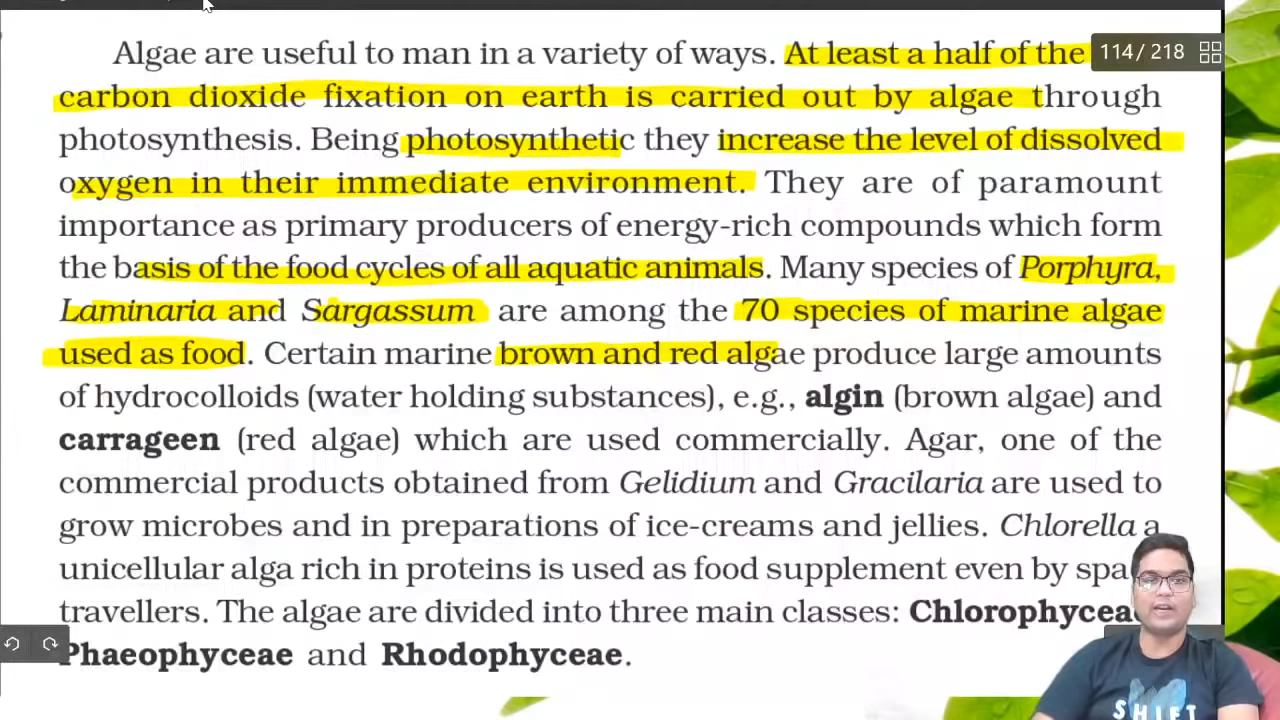 Algae are useful to man in a variety of ways. At least a half of the
114 / 218
carbon dioxide fixation on earth is carried out by algae through
photosynthesis. Being photosynthetic they increase the level of dissolved
oxygen in their immediate environment. They are of paramount
importance as primary producers of energy-rich compounds which form
the basis of the food cycles of all aquatic animals. Many species of Porphyra,
Laminaria and Sargassum are among the 70 species of marine algae
used as food. Certain marine brown and red algae produce large amounts
of hydrocolloids (water holding substances), e.g., algin (brown algae) and
carrageen (red algae) which are used commercially. Agar, one of the
commercial products obtained from Gelidium and Gracilaria are used to
grow microbes and in preparations of ice-creams and jellies. Chlorella a
unicellular alga rich in proteins is used as food supplement even by spa
travellers. The algae are divided into three main classes: Chlorophycea
Phaeophyceae and Rhodophyceae.
SHIFT